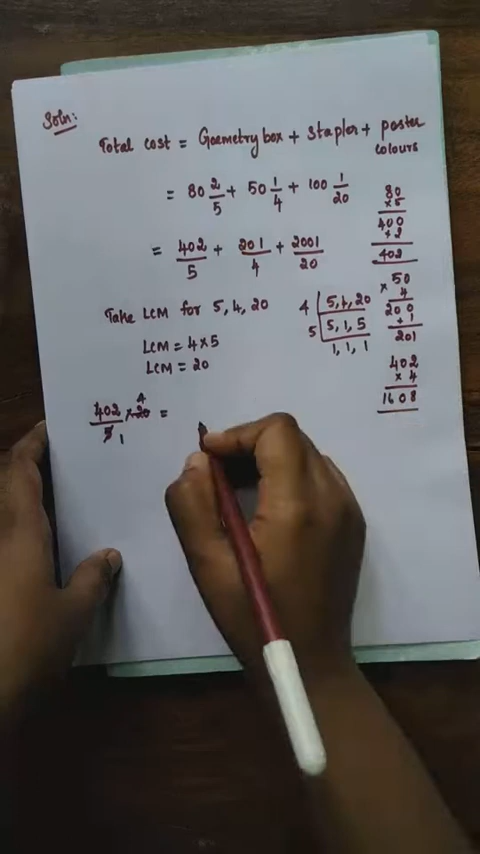 Soln:
Total cost = Geometry box + Stapler + poster colours
= 80 2/5 + 50 1/4 + 100 1/20
= 402/5 + 201/4 + 2001/20
Take LCM for 5, 4, 20
LCM = 4 x 5
LCM = 20
402/5 x 20 =
4
1
4 | 5, 4, 20
5 | 5, 1, 5
1, 1, 1
80
x 5
400
+ 2
402
x 50
4
200
+ 1
201
402
x 4
1608